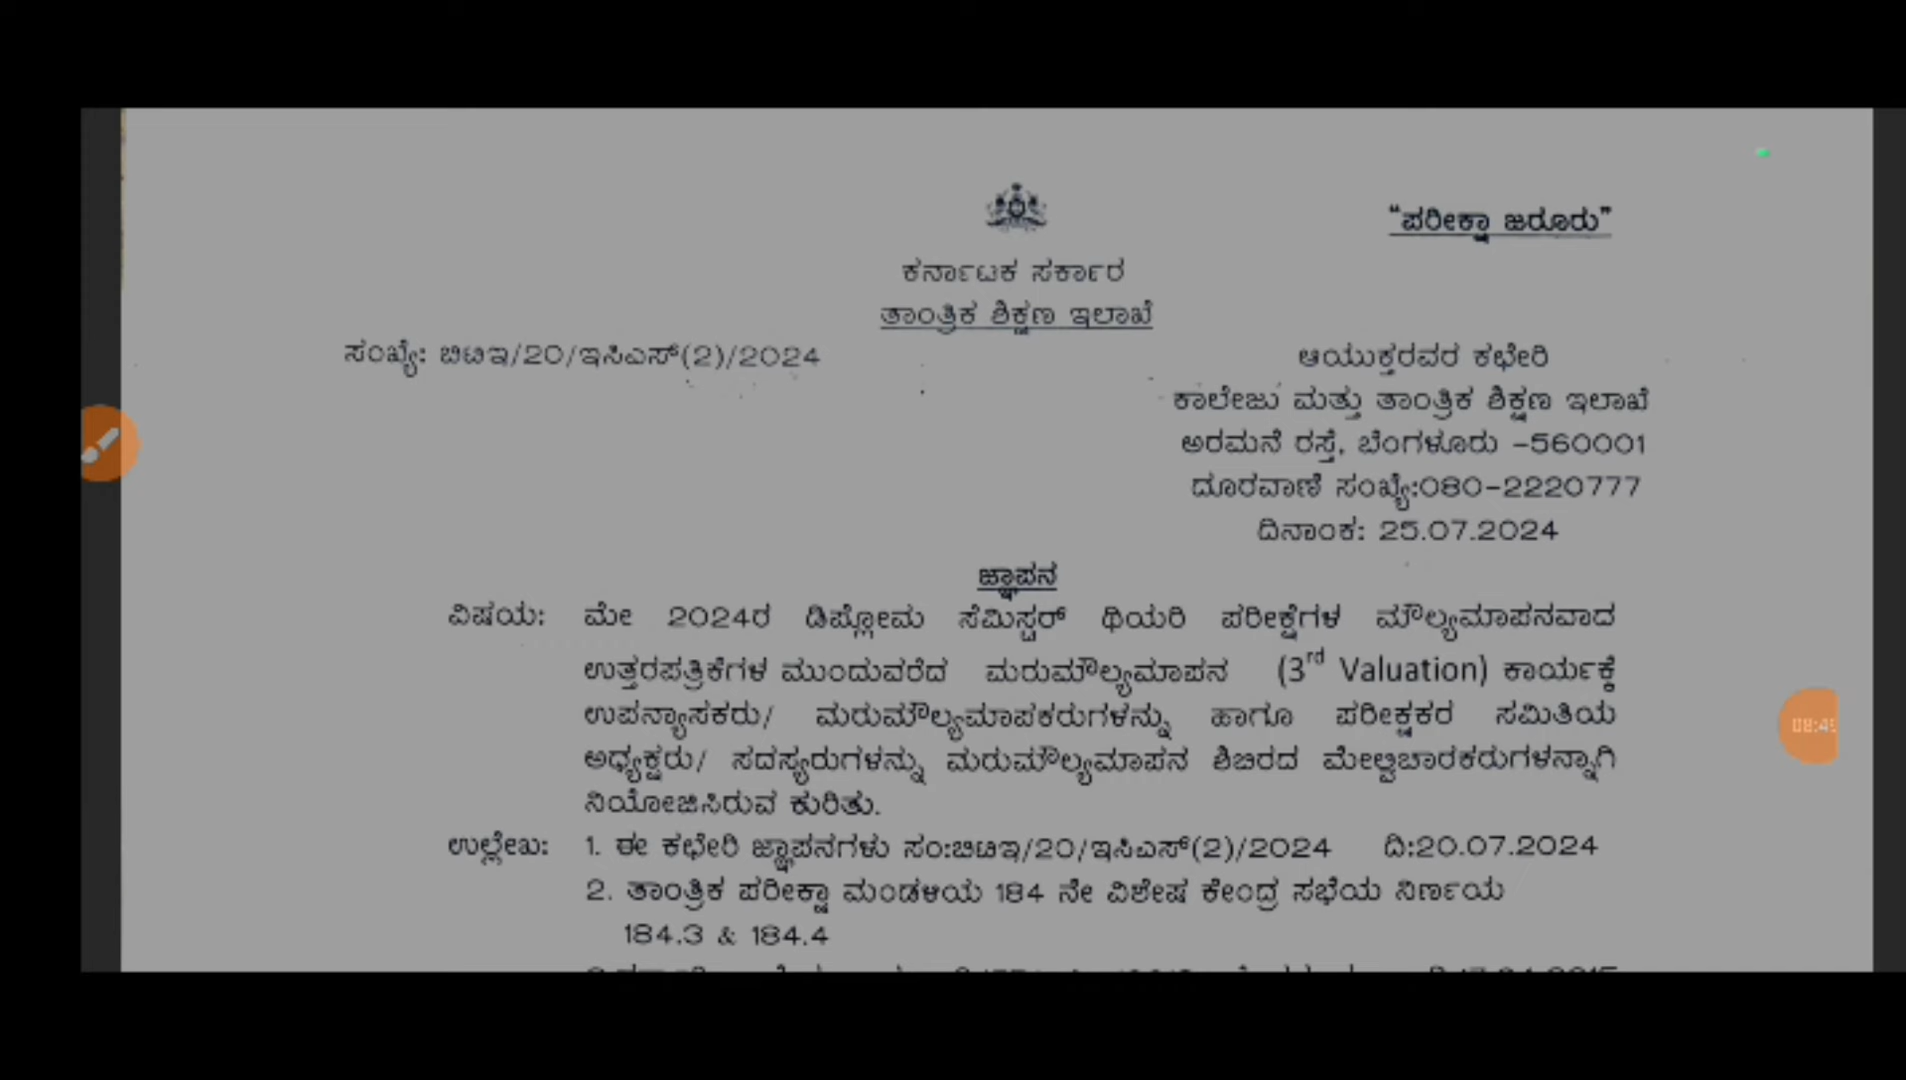 “ಪರೀಕ್ಷಾ ಜರೂರು”
ಕರ್ನಾಟಕ ಸರ್ಕಾರ
ತಾಂತ್ರಿಕ ಶಿಕ್ಷಣ ಇಲಾಖೆ
ಸಂಖ್ಯೆ: ಬಿಟಿಇ/20/ಇಸಿಎಸ್(2)/2024
ಆಯುಕ್ತರವರ ಕಛೇರಿ
ಕಾಲೇಜು ಮತ್ತು ತಾಂತ್ರಿಕ ಶಿಕ್ಷಣ ಇಲಾಖೆ
ಅರಮನೆ ರಸ್ತೆ, ಬೆಂಗಳೂರು -560001
ದೂರವಾಣಿ ಸಂಖ್ಯೆ:080-2220777
ದಿನಾಂಕ: 25.07.2024
ಜ್ಞಾಪನ
ವಿಷಯ: ಮೇ 2024ರ ಡಿಪ್ಲೋಮ ಸೆಮಿಸ್ಟರ್ ಥಿಯರಿ ಪರೀಕ್ಷೆಗಳ ಮೌಲ್ಯಮಾಪನವಾದ
ಉತ್ತರಪತ್ರಿಕೆಗಳ ಮುಂದುವರೆದ ಮರುಮೌಲ್ಯಮಾಪನ (3rd Valuation) ಕಾರ್ಯಕ್ಕೆ
ಉಪನ್ಯಾಸಕರು/ ಮರುಮೌಲ್ಯಮಾಪಕರುಗಳನ್ನು ಹಾಗೂ ಪರೀಕ್ಷಕರ ಸಮಿತಿಯ
ಅಧ್ಯಕ್ಷರು/ ಸದಸ್ಯರುಗಳನ್ನು ಮರುಮೌಲ್ಯಮಾಪನ ಶಿಬಿರದ ಮೇಲ್ವಿಚಾರಕರುಗಳನ್ನಾಗಿ
ನಿಯೋಜಿಸಿರುವ ಕುರಿತು.
ಉಲ್ಲೇಖ: 1. ಈ ಕಛೇರಿ ಜ್ಞಾಪನಗಳು ಸಂ:ಬಿಟಿಇ/20/ಇಸಿಎಸ್(2)/2024 ದಿ:20.07.2024
2. ತಾಂತ್ರಿಕ ಪರೀಕ್ಷಾ ಮಂಡಳಿಯ 184 ನೇ ವಿಶೇಷ ಕೇಂದ್ರ ಸಭೆಯ ನಿರ್ಣಯ
184.3 & 184.4